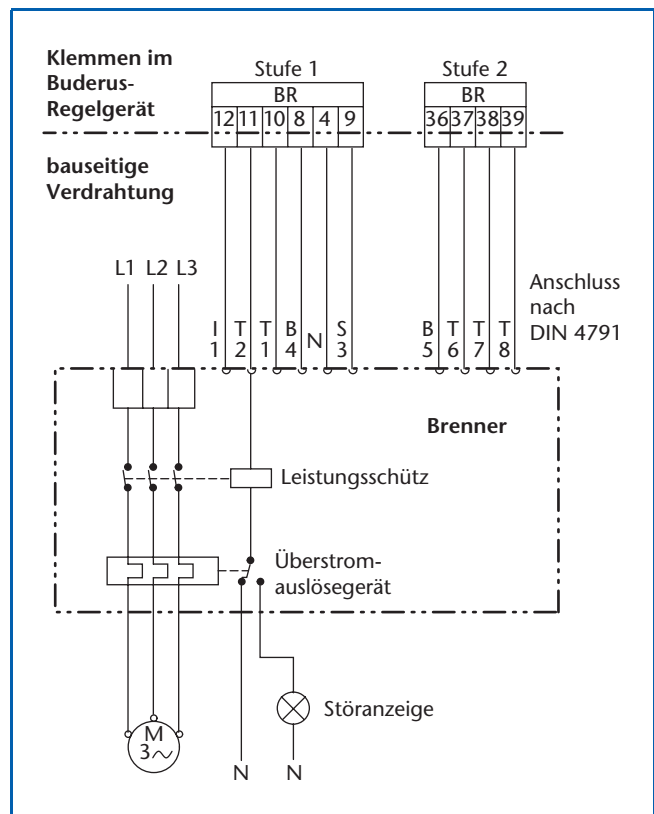 Klemmen im
Buderus-
Regelgerät
Stufe 1
BR
12 11 10 8 4 9
Stufe 2
BR
36 37 38 39
bauseitige
Verdrahtung
L1 L2 L3
Anschluss
nach
DIN 4791
I T T B N S
1 2 1 4 3
B T T T
5 6 7 8
Brenner
Leistungsschütz
Überstrom-
auslösegerät
Störanzeige
M
3~
N N